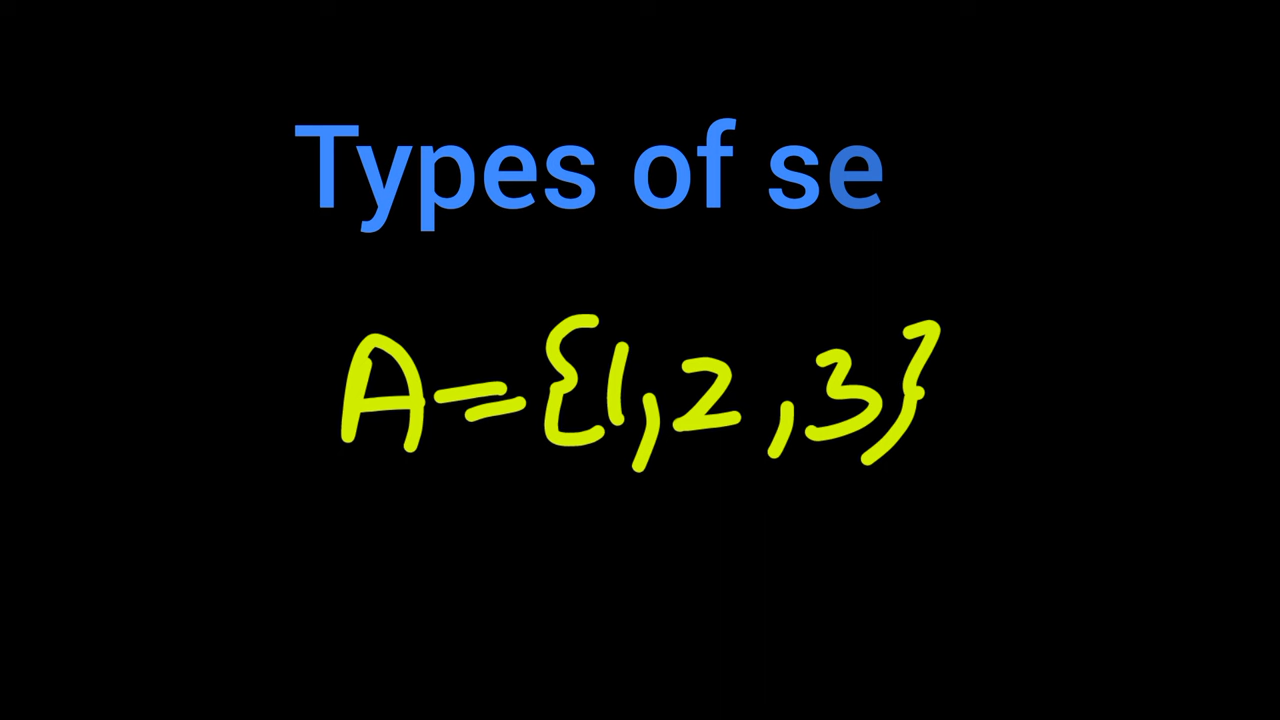 Types of se
A={1,2,3}